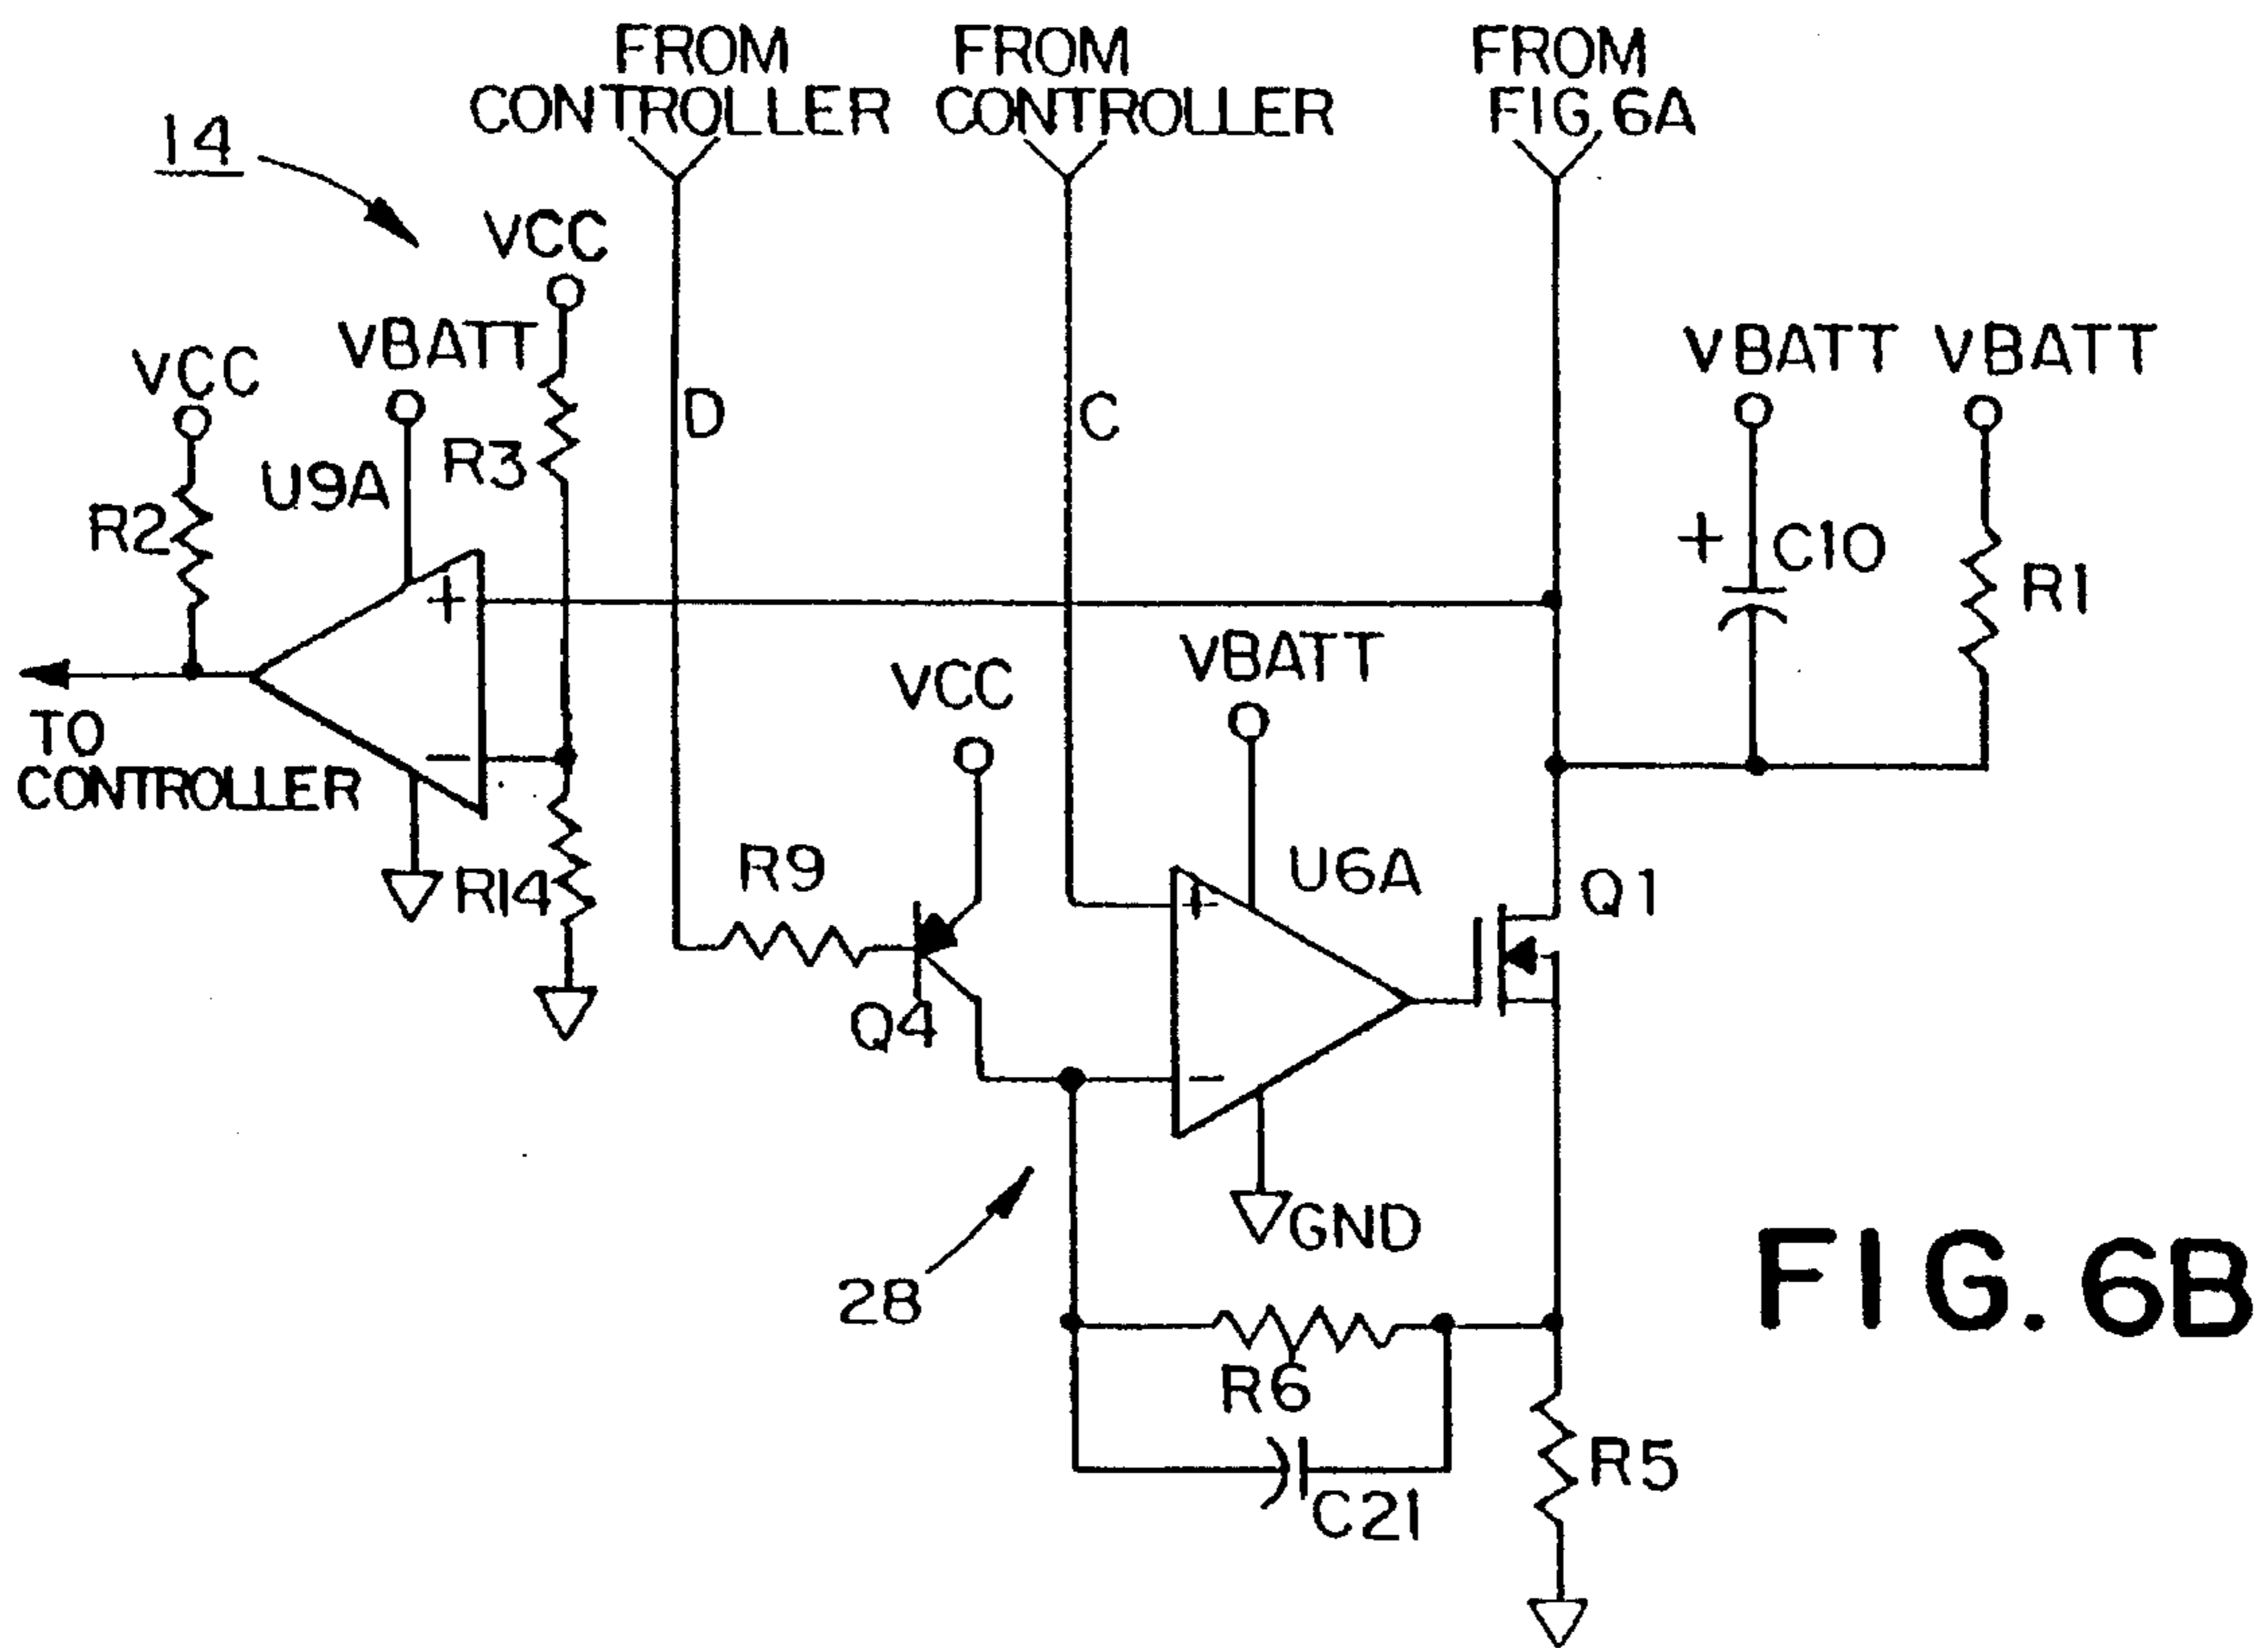 FROM
CONTROLLER
FROM
CONTROLLER
FROM
FIG. 6A
14
VCC
VBATT
VCC
D
C
VBATT
VBATT
R3
U9A
R2
+
C10
R1
+
VBATT
VCC
TO
CONTROLLER
−
R9
R14
U6A
Q1
+
Q4
−
GND
28
FIG. 6B
R6
R5
C21